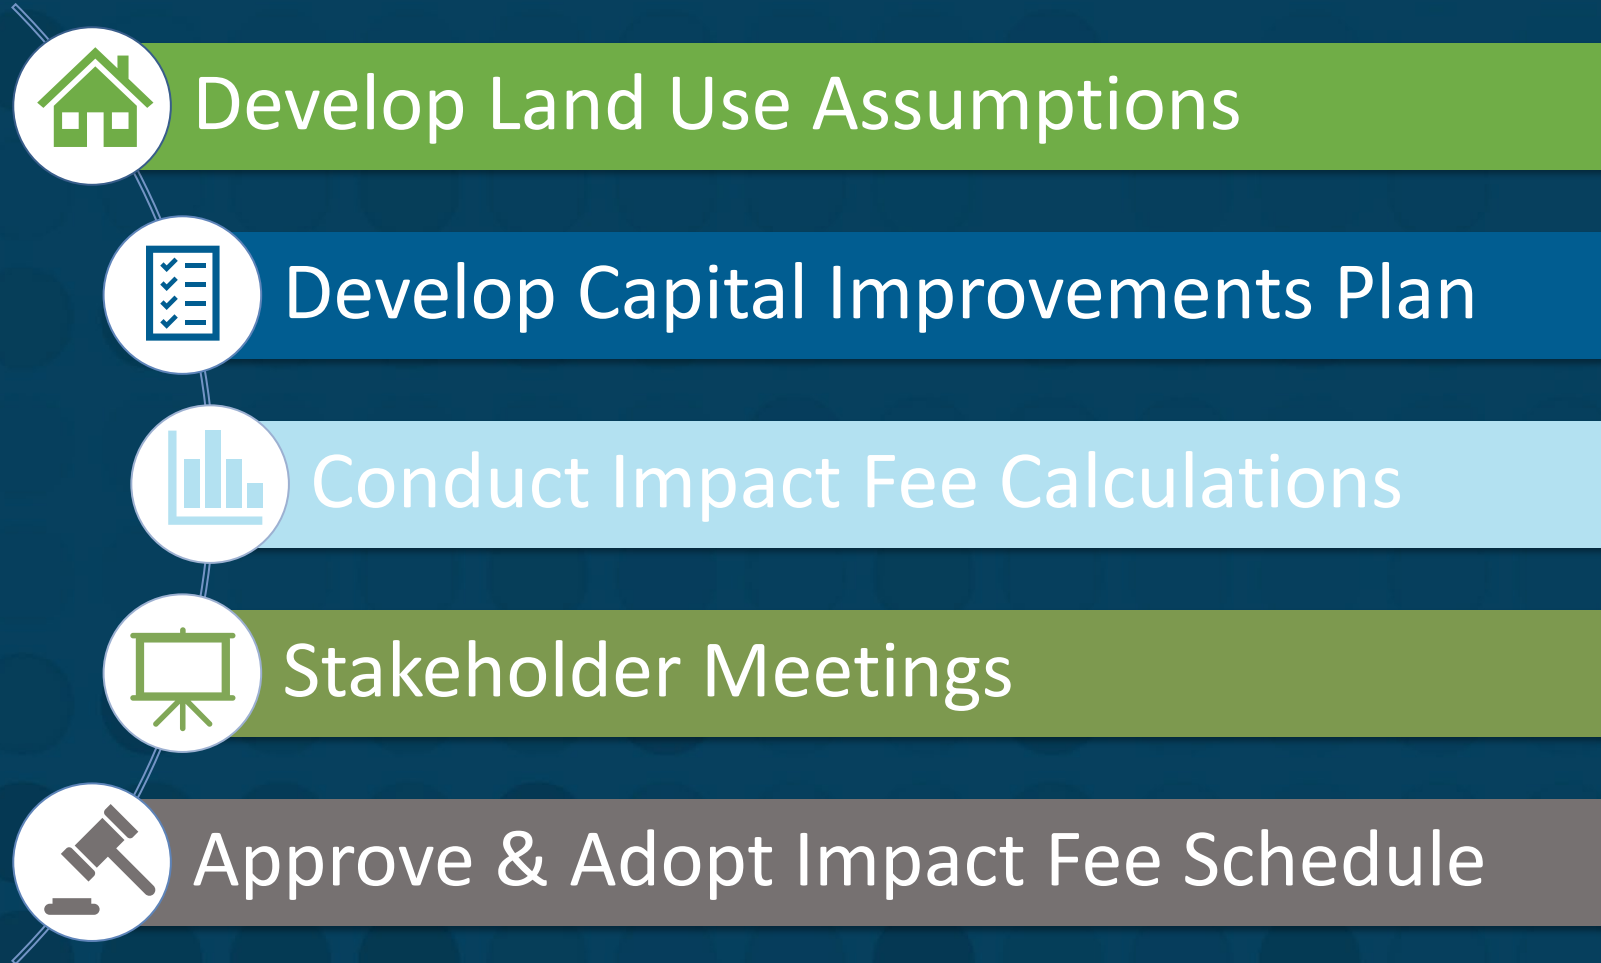 Develop Land Use Assumptions
Develop Capital Improvements Plan
Conduct Impact Fee Calculations
Stakeholder Meetings
Approve & Adopt Impact Fee Schedule